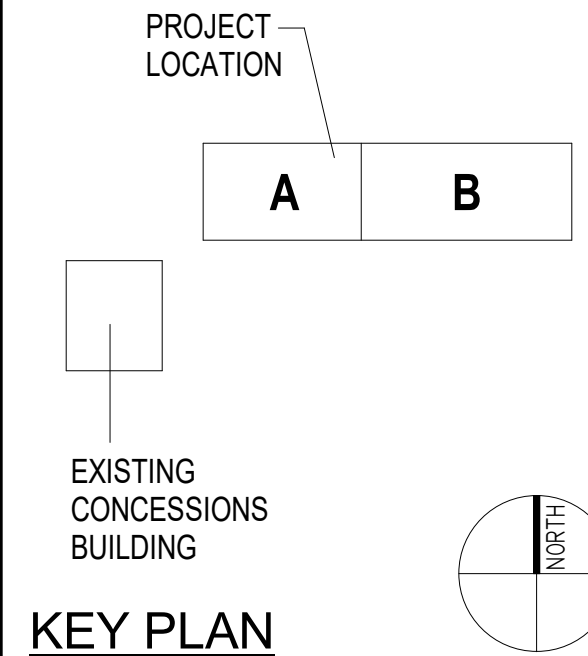 PROJECT
LOCATION
A
B
EXISTING
CONCESSIONS
BUILDING
NORTH
KEY PLAN